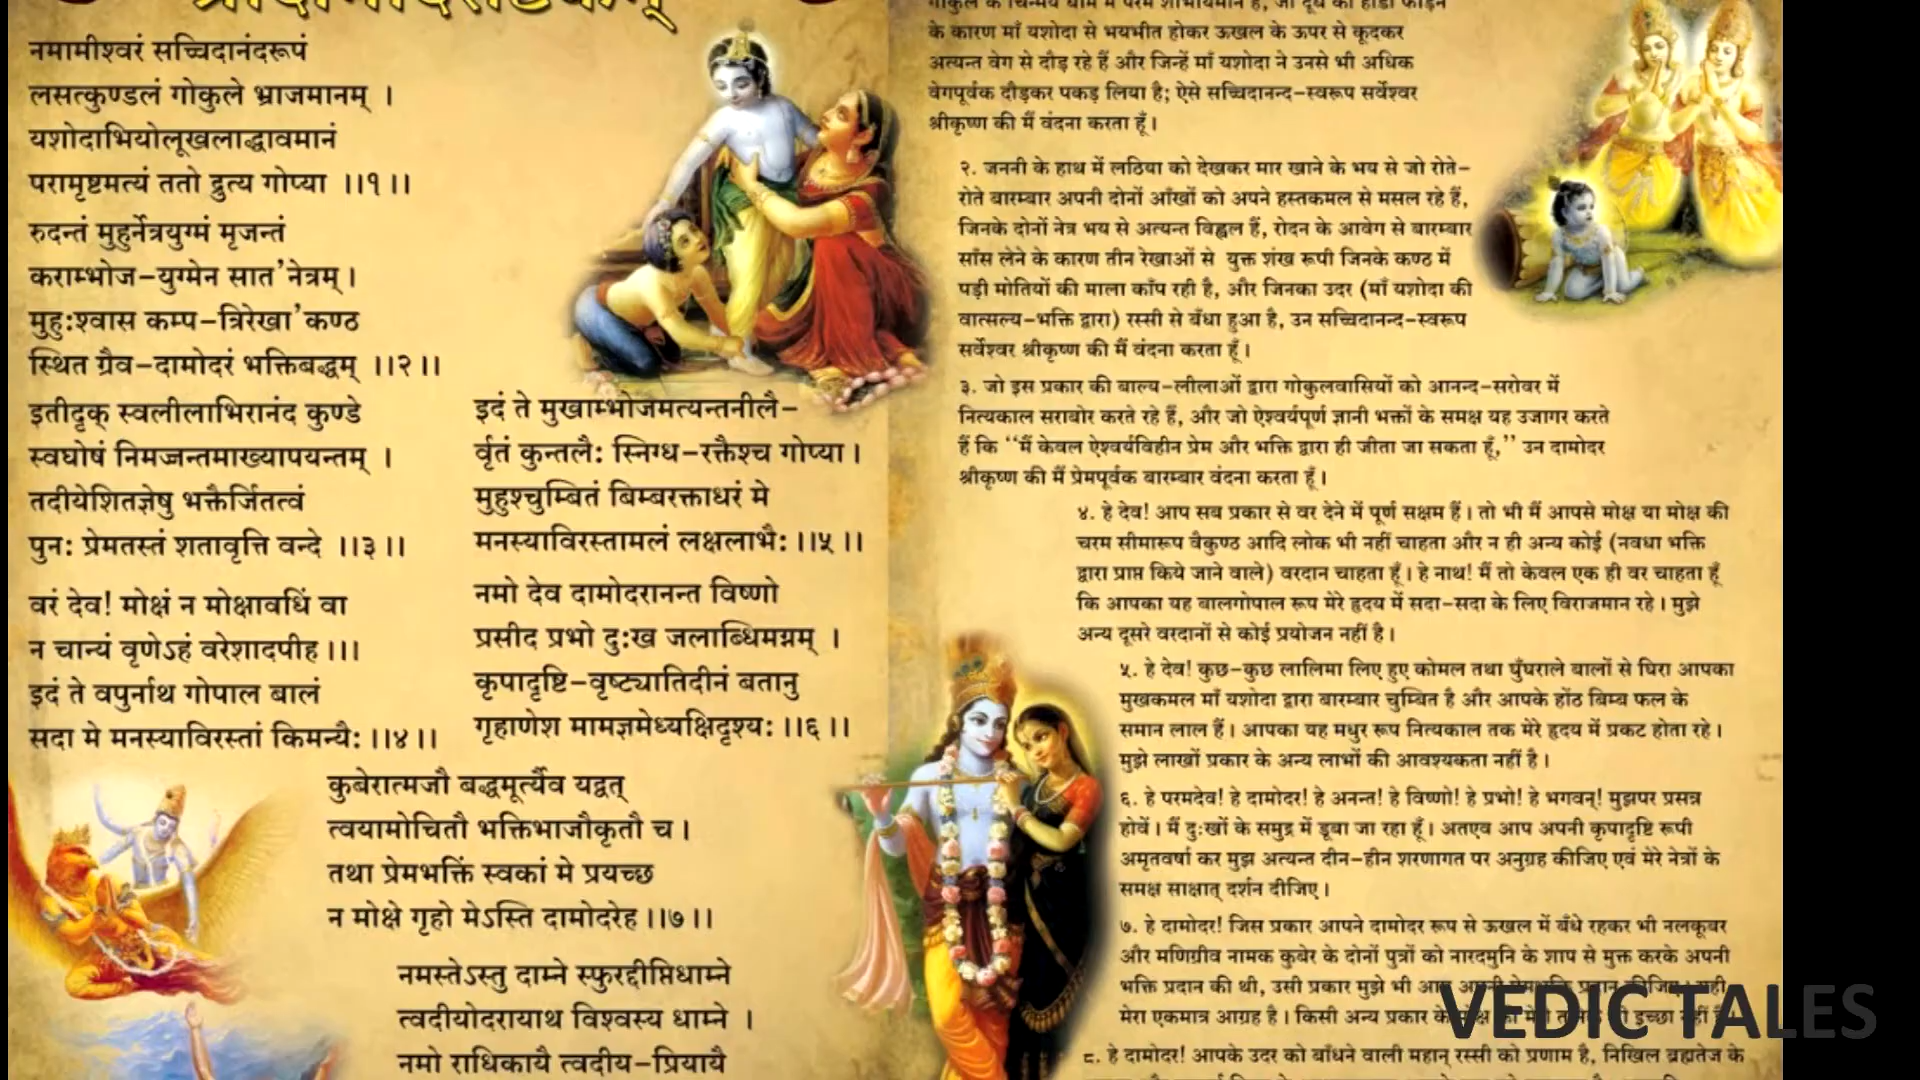 श्रीदामोदराष्टकम्
नमामीश्वरं सच्चिदानंदरूपं
लसत्कुण्डलं गोकुले भ्राजमानम् ।
यशोदाभियोलूखलाद्धावमानं
परामृष्टमत्यं ततो द्रुत्य गोप्या ।।१।।
रुदन्तं मुहुर्नेत्रयुग्मं मृजन्तं
कराम्भोज-युग्मेन सात'नेत्रम्।
मुहुःश्वास कम्प-त्रिरेखा'कण्ठ
स्थित ग्रैव-दामोदरं भक्तिबद्धम् ।।२।।
इतीदृक् स्वलीलाभिरानंद कुण्डे
स्वघोषं निमज्जन्तमाख्यापयन्तम् ।
तदीयेशितज्ञेषु भक्तैर्जितत्वं
पुनः प्रेमतस्तं शतावृत्ति वन्दे ।।३।।
वरं देव! मोक्षं न मोक्षावधिं वा
न चान्यं वृणेऽहं वरेशादपीह ।।।
इदं ते वपुर्नाथ गोपाल बालं
सदा मे मनस्याविरस्तां किमन्यैः।।४।।
इदं ते मुखाम्भोजमत्यन्तनीलै-
र्वृतं कुन्तलैः स्निग्ध-रक्तैश्च गोप्या।
मुहुश्चुम्बितं बिम्बरक्ताधरं मे
मनस्याविरस्तामलं लक्षलाभैः।।५।।
नमो देव दामोदरानन्त विष्णो
प्रसीद प्रभो दुःख जलाब्धिमग्नम् ।
कृपादृष्टि-वृष्ट्यातिदीनं बतानु
गृहाणेश मामज्ञमेध्यक्षिदृश्यः।।६।।
कुबेरात्मजौ बद्धमूर्त्यैव यद्वत्
त्वयामोचितौ भक्तिभाजौकृतौ च।
तथा प्रेमभक्तिं स्वकां मे प्रयच्छ
न मोक्षे गृहो मेऽस्ति दामोदरेह।।७।।
नमस्तेऽस्तु दाम्ने स्फुरद्दीप्तिधाम्ने
त्वदीयोदरायाथ विश्वस्य धाम्ने ।
नमो राधिकायै त्वदीय-प्रियायै
गोकुल के चिन्मय धाम में परम शोभायमान हैं, जो दूध की हांडी फोड़ने
के कारण माँ यशोदा से भयभीत होकर ऊखल के ऊपर से कूदकर
अत्यन्त वेग से दौड़ रहे हैं और जिन्हें माँ यशोदा ने उनसे भी अधिक
वेगपूर्वक दौड़कर पकड़ लिया है; ऐसे सच्चिदानन्द-स्वरूप सर्वेश्वर
श्रीकृष्ण की मैं वंदना करता हूँ।
२. जननी के हाथ में लठिया को देखकर मार खाने के भय से जो रोते-
रोते बारम्बार अपनी दोनों आँखों को अपने हस्तकमल से मसल रहे हैं,
जिनके दोनों नेत्र भय से अत्यन्त विह्वल हैं, रोदन के आवेग से बारम्बार
साँस लेने के कारण तीन रेखाओं से युक्त शंख रूपी जिनके कण्ठ में
पड़ी मोतियों की माला काँप रही है, और जिनका उदर (माँ यशोदा की
वात्सल्य-भक्ति द्वारा) रस्सी से बँधा हुआ है, उन सच्चिदानन्द-स्वरूप
सर्वेश्वर श्रीकृष्ण की मैं वंदना करता हूँ।
३. जो इस प्रकार की बाल्य-लीलाओं द्वारा गोकुलवासियों को आनन्द-सरोवर में
नित्यकाल सराबोर करते रहे हैं, और जो ऐश्वर्यपूर्ण ज्ञानी भक्तों के समक्ष यह उजागर करते
हैं कि ‘‘मैं केवल ऐश्वर्यविहीन प्रेम और भक्ति द्वारा ही जीता जा सकता हूँ,’’ उन दामोदर
श्रीकृष्ण की मैं प्रेमपूर्वक बारम्बार वंदना करता हूँ।
४. हे देव! आप सब प्रकार से वर देने में पूर्ण सक्षम हैं। तो भी मैं आपसे मोक्ष या मोक्ष की
चरम सीमारूप वैकुण्ठ आदि लोक भी नहीं चाहता और न ही अन्य कोई (नवधा भक्ति
द्वारा प्राप्त किये जाने वाले) वरदान चाहता हूँ। हे नाथ! मैं तो केवल एक ही वर चाहता हूँ
कि आपका यह बालगोपाल रूप मेरे हृदय में सदा-सदा के लिए विराजमान रहे। मुझे
अन्य दूसरे वरदानों से कोई प्रयोजन नहीं है।
५. हे देव! कुछ-कुछ लालिमा लिए हुए कोमल तथा घुँघराले बालों से घिरा आपका
मुखकमल माँ यशोदा द्वारा बारम्बार चुम्बित है और आपके होंठ बिम्ब फल के
समान लाल हैं। आपका यह मधुर रूप नित्यकाल तक मेरे हृदय में प्रकट होता रहे।
मुझे लाखों प्रकार के अन्य लाभों की आवश्यकता नहीं है।
६. हे परमदेव! हे दामोदर! हे अनन्त! हे विष्णो! हे प्रभो! हे भगवन्! मुझपर प्रसन्न
होवें। मैं दुःखों के समुद्र में डूबा जा रहा हूँ। अतएव आप अपनी कृपादृष्टि रूपी
अमृतवर्षा कर मुझ अत्यन्त दीन-हीन शरणागत पर अनुग्रह कीजिए एवं मेरे नेत्रों के
समक्ष साक्षात् दर्शन दीजिए।
७. हे दामोदर! जिस प्रकार आपने दामोदर रूप से ऊखल में बँधे रहकर भी नलकूबर
और मणिग्रीव नामक कुबेर के दोनों पुत्रों को नारदमुनि के शाप से मुक्त करके अपनी
भक्ति प्रदान की थी, उसी प्रकार मुझे भी आप अपनी प्रेमभक्ति प्रदान कीजिए। यही
मेरा एकमात्र आग्रह है। किसी अन्य प्रकार के मोक्ष की मेरी तनिक भी इच्छा नहीं है।
८. हे दामोदर! आपके उदर को बाँधने वाली महान् रस्सी को प्रणाम है, निखिल ब्रह्मतेज के
VEDIC TALES